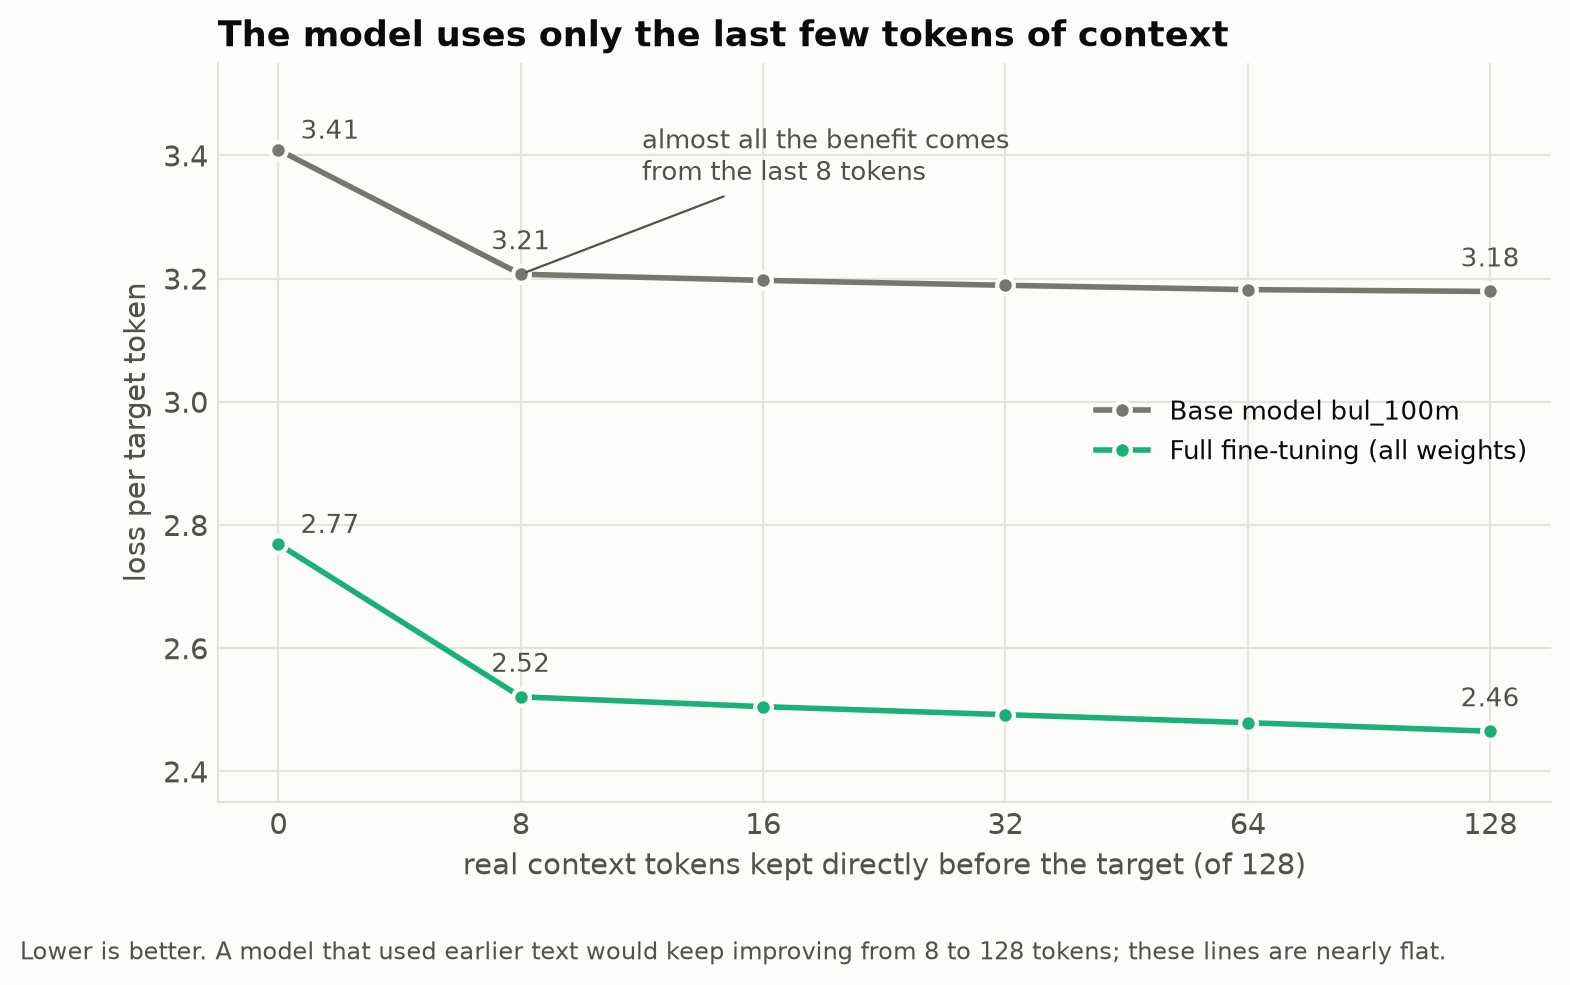 The model uses only the last few tokens of context
3.41
almost all the benefit comes
from the last 8 tokens
3.4
3.21
3.18
3.2
loss per target token
3.0
Base model bul_100m
Full fine-tuning (all weights)
2.8
2.77
2.6
2.52
2.46
2.4
0 8 16 32 64 128
real context tokens kept directly before the target (of 128)
Lower is better. A model that used earlier text would keep improving from 8 to 128 tokens; these lines are nearly flat.